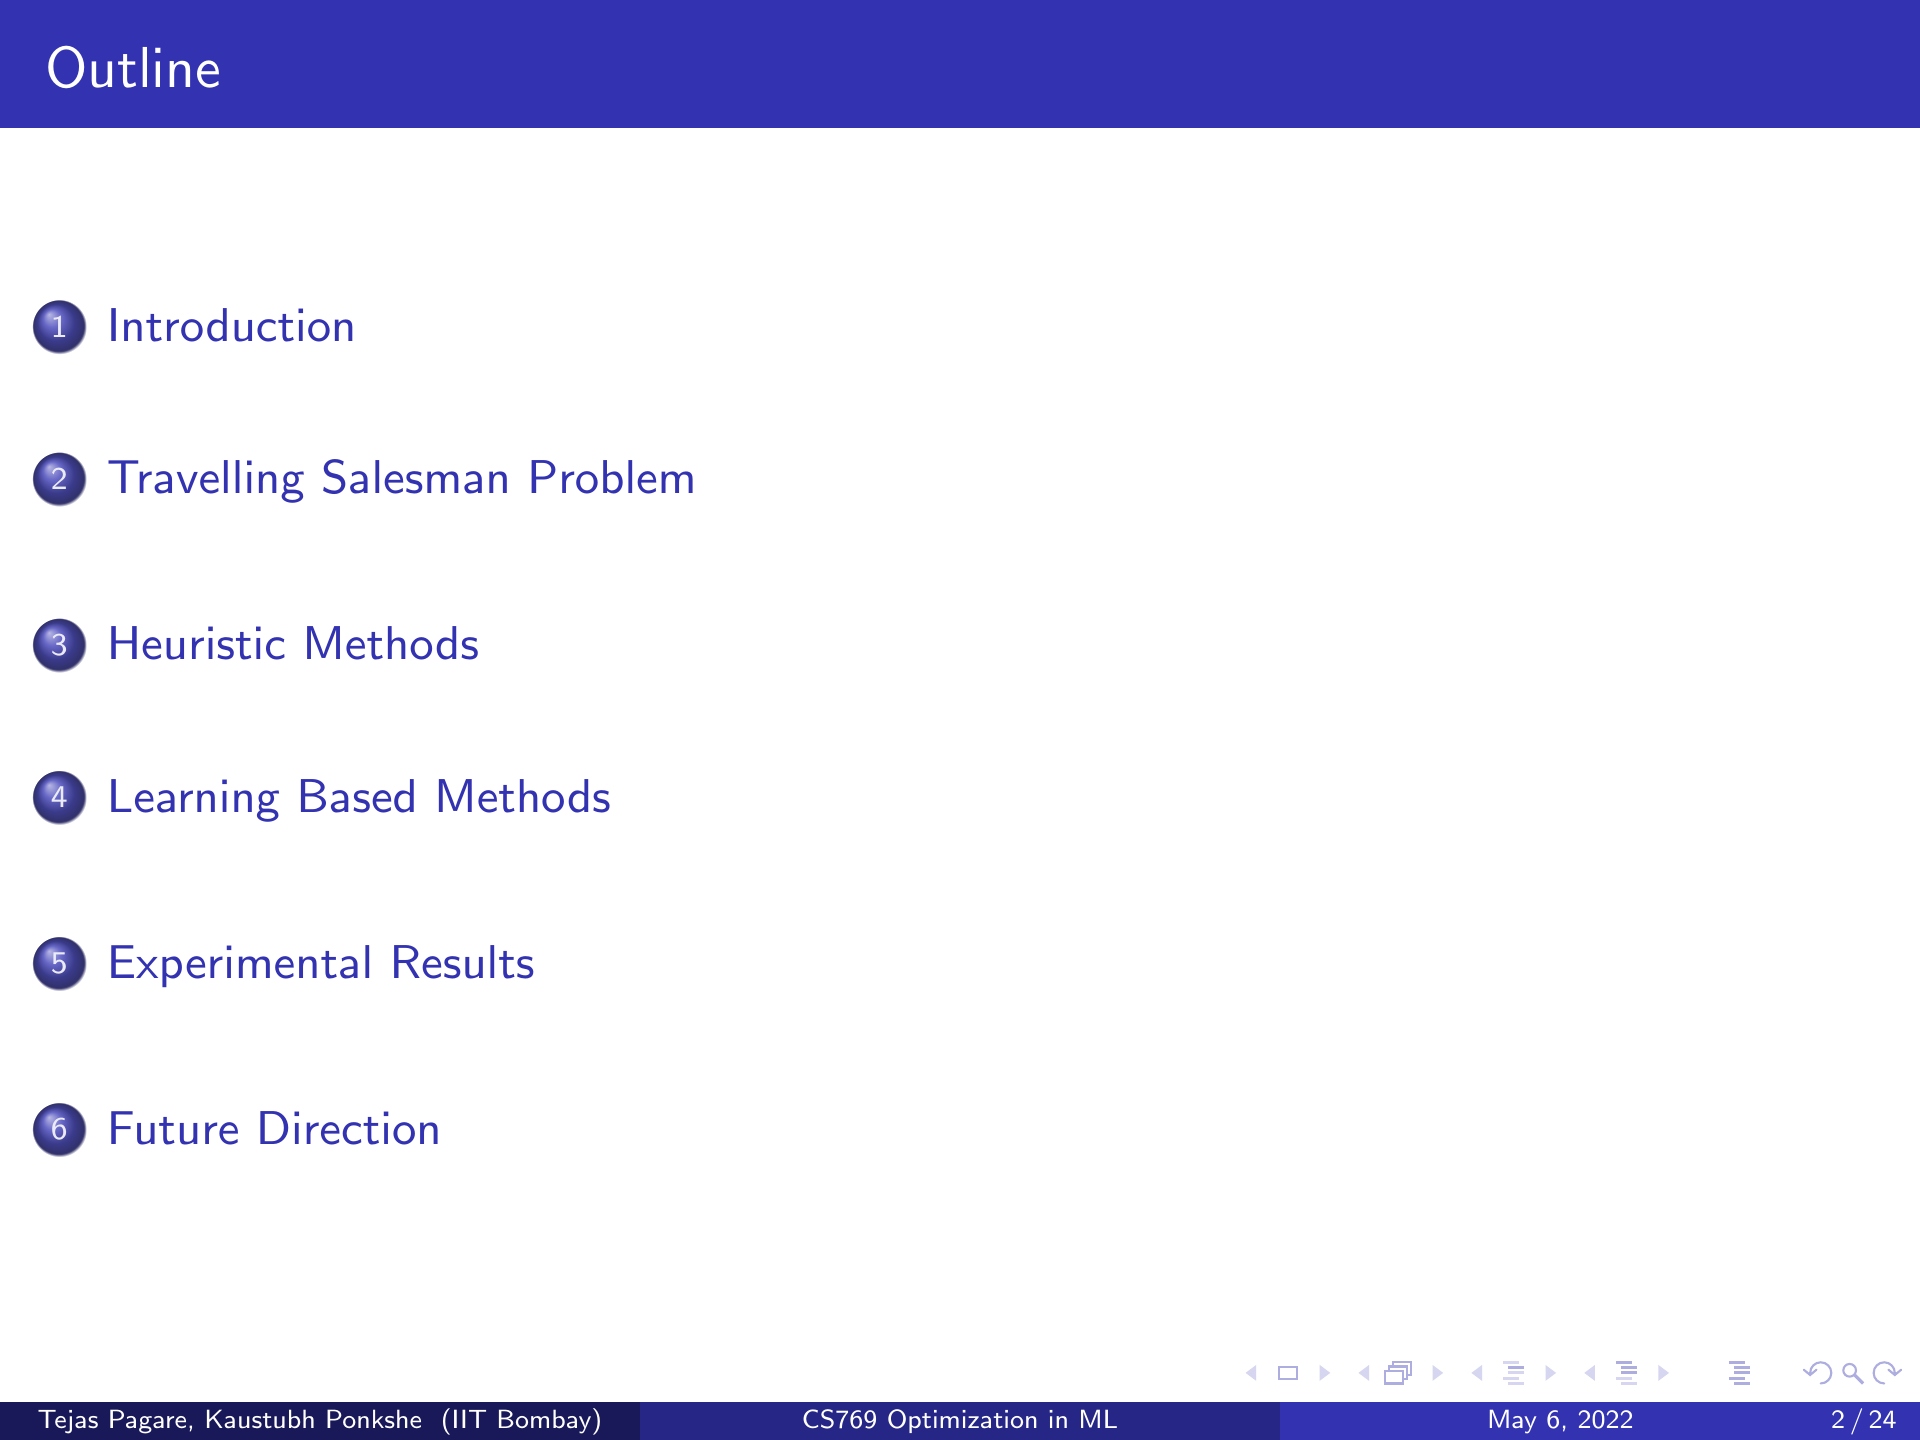 Outline
1 Introduction
2 Travelling Salesman Problem
3 Heuristic Methods
4 Learning Based Methods
5 Experimental Results
6 Future Direction
Tejas Pagare, Kaustubh Ponkshe (IIT Bombay) CS769 Optimization in ML May 6, 2022 2 / 24